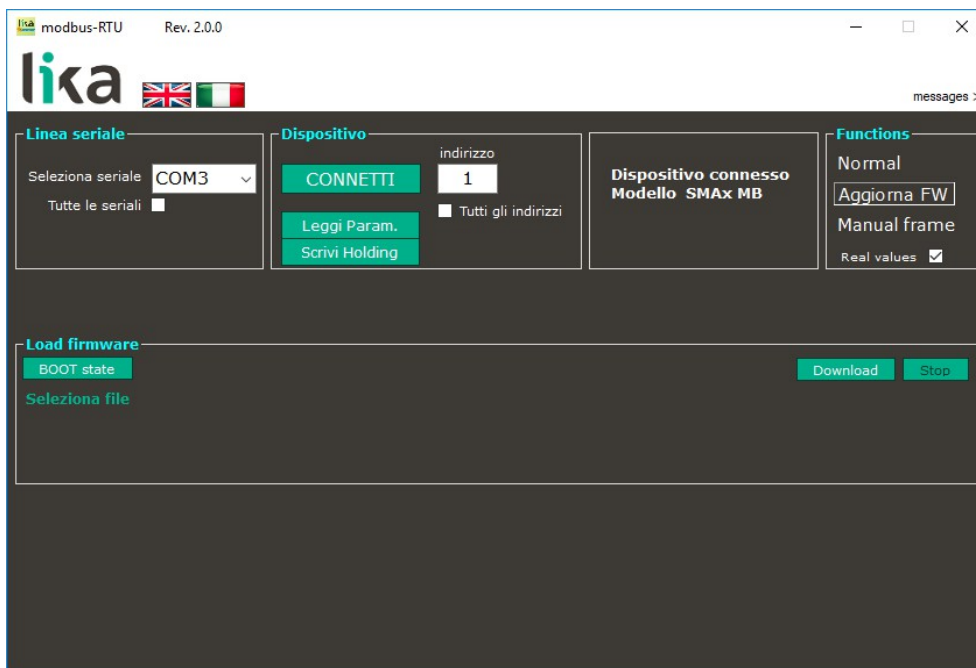 modbus-RTU Rev. 2.0.0
lika
messages >
Linea seriale
Seleziona seriale COM3
Tutte le seriali
Dispositivo
indirizzo
CONNETTI 1
Tutti gli indirizzi
Leggi Param.
Scrivi Holding
Dispositivo connesso
Modello SMAx MB
Functions
Normal
Aggiorna FW
Manual frame
Real values
Load firmware
BOOT state Download Stop
Seleziona file